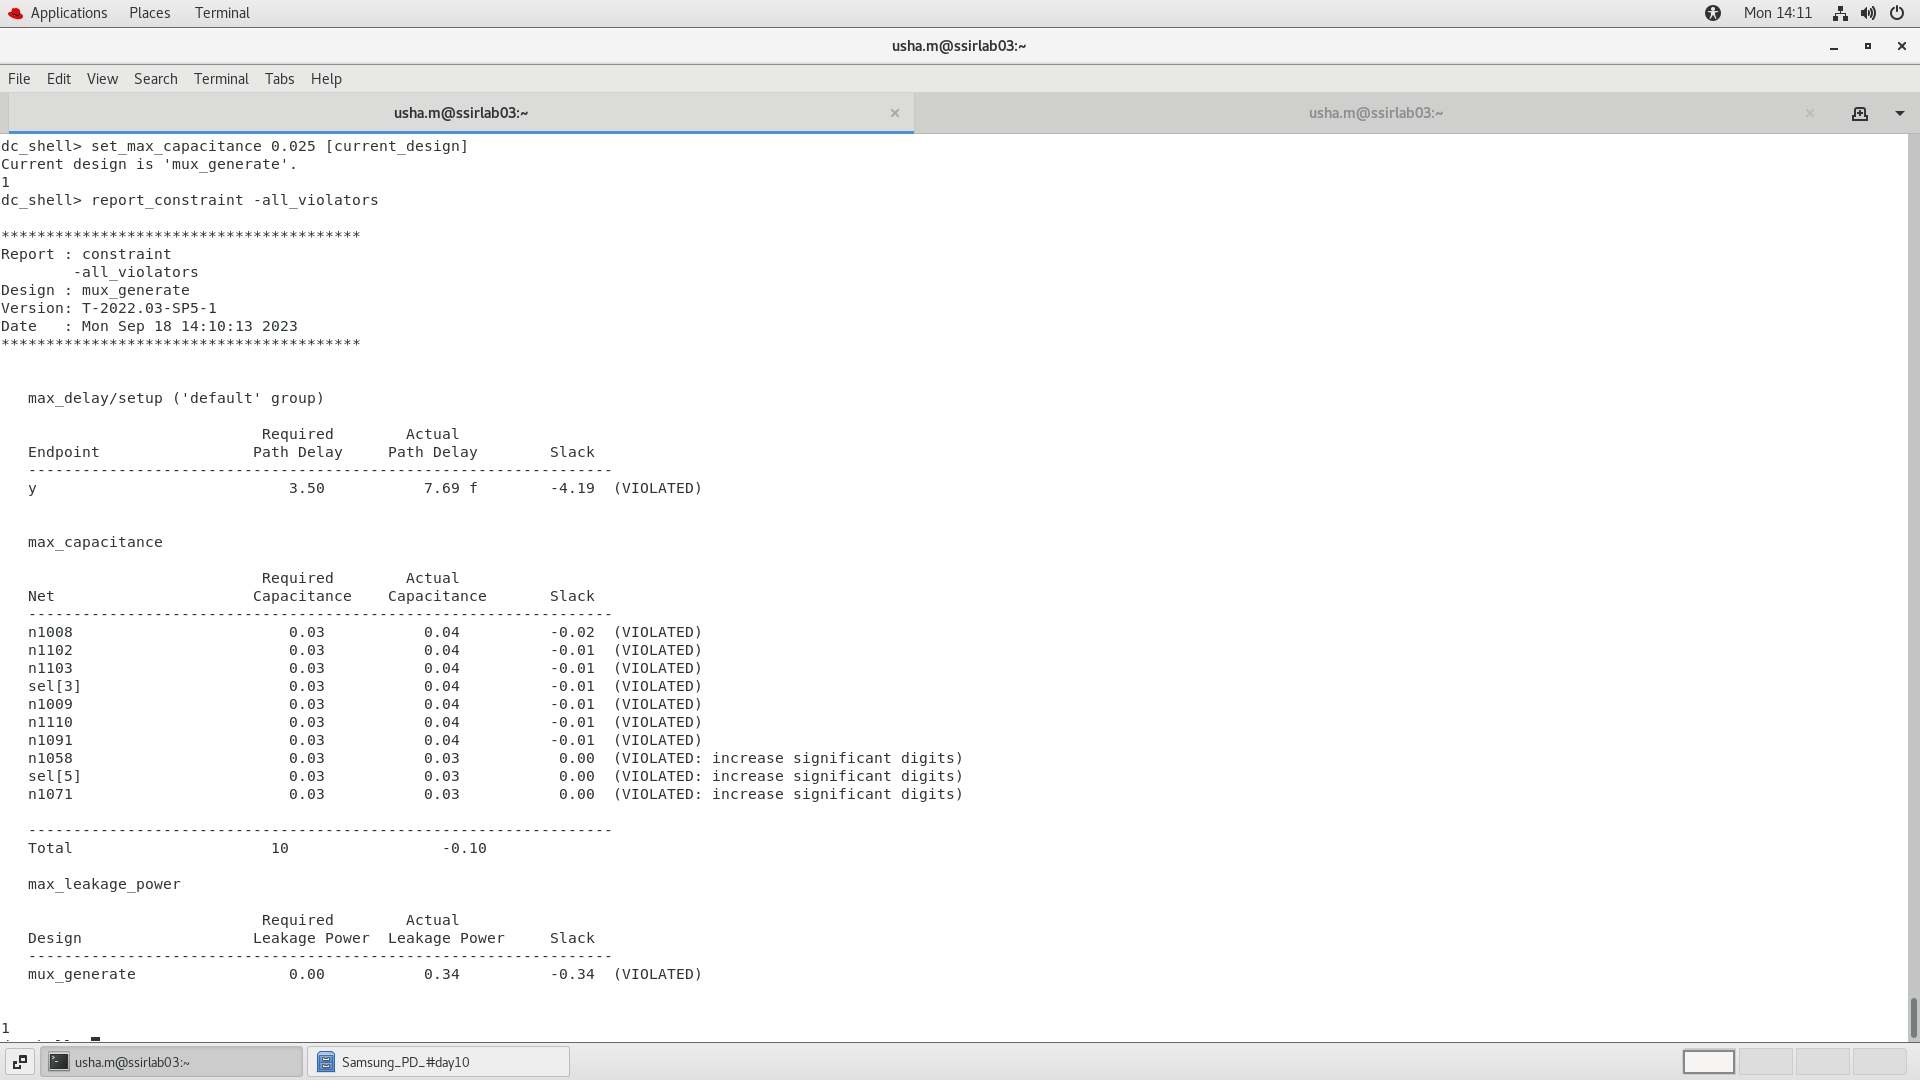 Applications Places Terminal Mon 14:11
usha.m@ssirlab03:~
File Edit View Search Terminal Tabs Help
usha.m@ssirlab03:~ × usha.m@ssirlab03:~ ×
dc_shell> set_max_capacitance 0.025 [current_design]
Current design is 'mux_generate'.
1
dc_shell> report_constraint -all_violators
****************************************
Report : constraint
        -all_violators
Design : mux_generate
Version: T-2022.03-SP5-1
Date   : Mon Sep 18 14:10:13 2023
****************************************
   max_delay/setup ('default' group)
                             Required        Actual
   Endpoint                 Path Delay     Path Delay        Slack
   -----------------------------------------------------------------
   y                            3.50           7.69 f        -4.19  (VIOLATED)
   max_capacitance
                             Required        Actual
   Net                      Capacitance    Capacitance       Slack
   -----------------------------------------------------------------
   n1008                        0.03           0.04          -0.02  (VIOLATED)
   n1102                        0.03           0.04          -0.01  (VIOLATED)
   n1103                        0.03           0.04          -0.01  (VIOLATED)
   sel[3]                       0.03           0.04          -0.01  (VIOLATED)
   n1009                        0.03           0.04          -0.01  (VIOLATED)
   n1110                        0.03           0.04          -0.01  (VIOLATED)
   n1091                        0.03           0.04          -0.01  (VIOLATED)
   n1058                        0.03           0.03           0.00  (VIOLATED: increase significant digits)
   sel[5]                       0.03           0.03           0.00  (VIOLATED: increase significant digits)
   n1071                        0.03           0.03           0.00  (VIOLATED: increase significant digits)
   -----------------------------------------------------------------
   Total                      10                 -0.10
   max_leakage_power
                             Required        Actual
   Design                   Leakage Power  Leakage Power     Slack
   -----------------------------------------------------------------
   mux_generate                 0.00           0.34          -0.34  (VIOLATED)
1
usha.m@ssirlab03:~ Samsung_PD_#day10